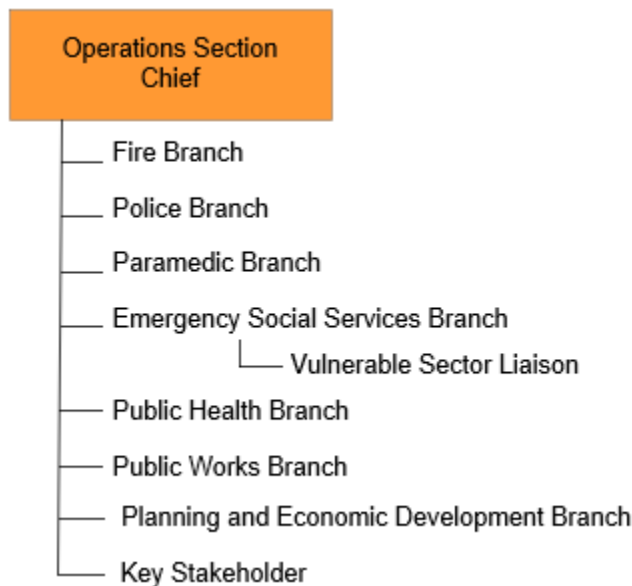 Operations Section
Chief
Fire Branch
Police Branch
Paramedic Branch
Emergency Social Services Branch
Vulnerable Sector Liaison
Public Health Branch
Public Works Branch
Planning and Economic Development Branch
Key Stakeholder